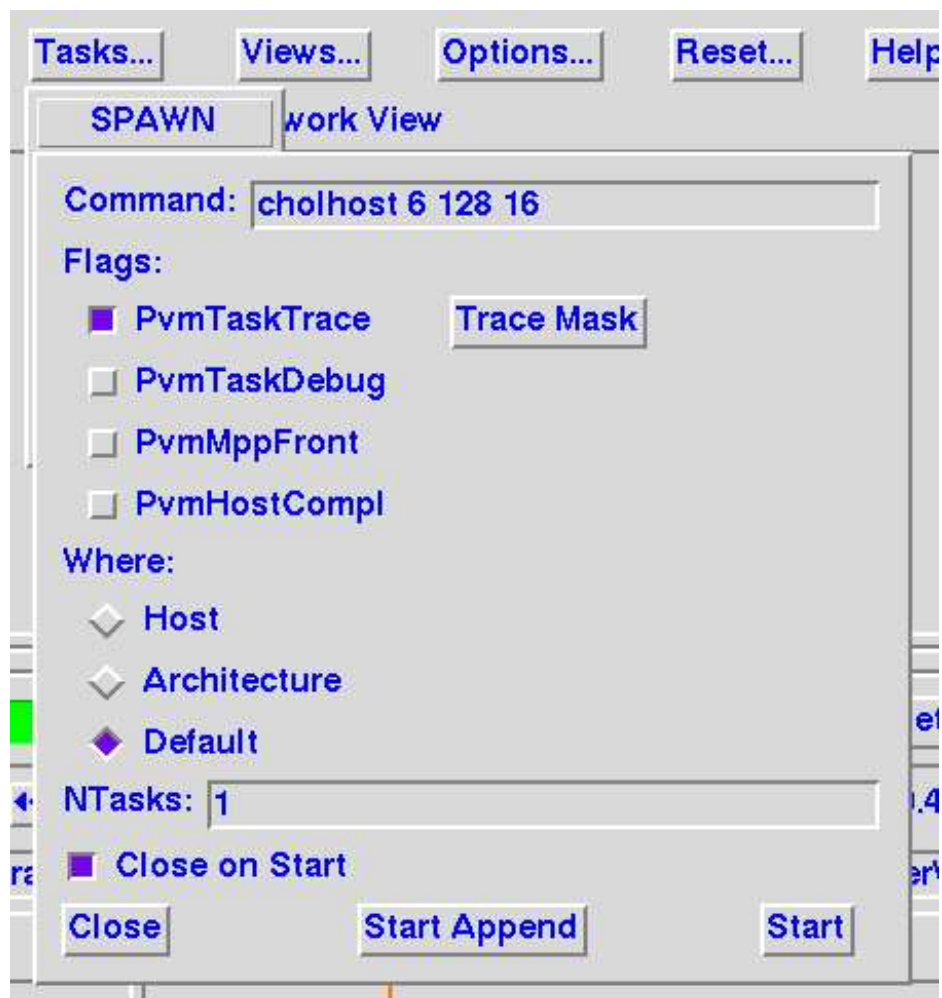 Tasks... Views... Options... Reset... Help
SPAWN work View
Command: cholhost 6 128 16
Flags:
PvmTaskTrace Trace Mask
PvmTaskDebug
PvmMppFront
PvmHostCompl
Where:
Host
Architecture
Default
NTasks: 1
Close on Start
Close Start Append Start